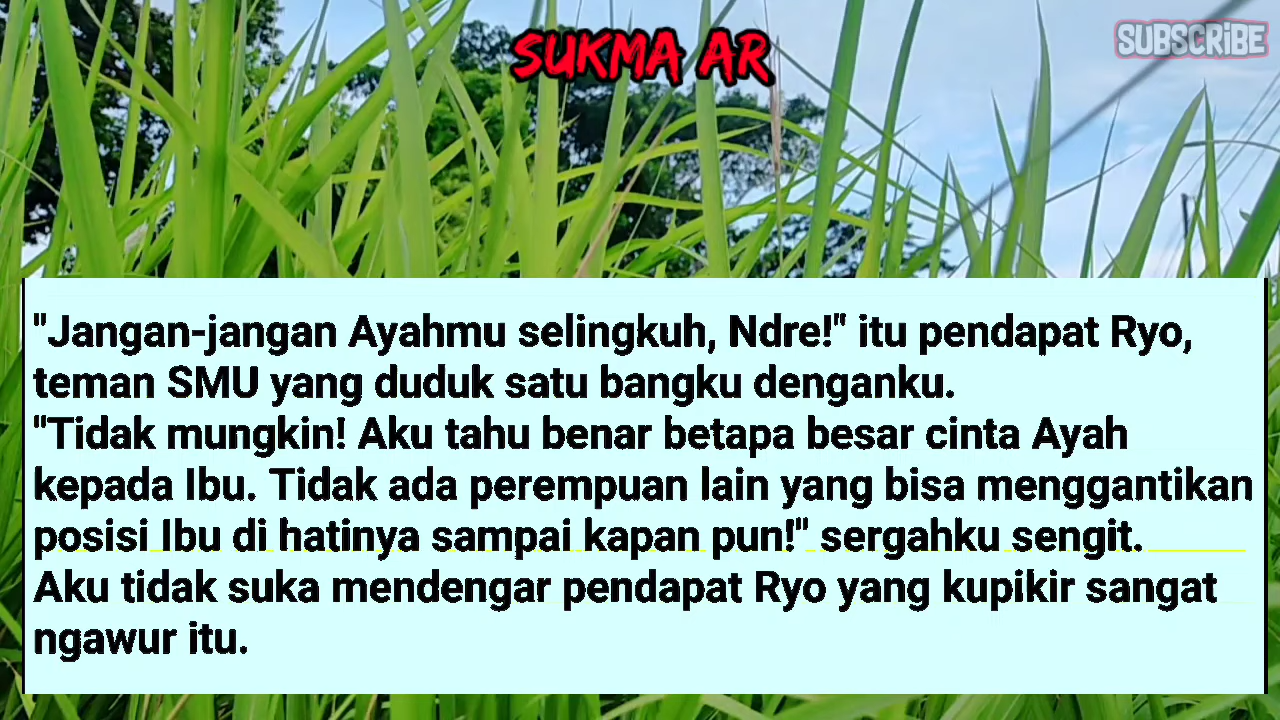 SUKMA AR
SUBSCRIBE
"Jangan-jangan Ayahmu selingkuh, Ndre!" itu pendapat Ryo,
teman SMU yang duduk satu bangku denganku.
"Tidak mungkin! Aku tahu benar betapa besar cinta Ayah
kepada Ibu. Tidak ada perempuan lain yang bisa menggantikan
posisi Ibu di hatinya sampai kapan pun!" sergahku sengit.
Aku tidak suka mendengar pendapat Ryo yang kupikir sangat
ngawur itu.